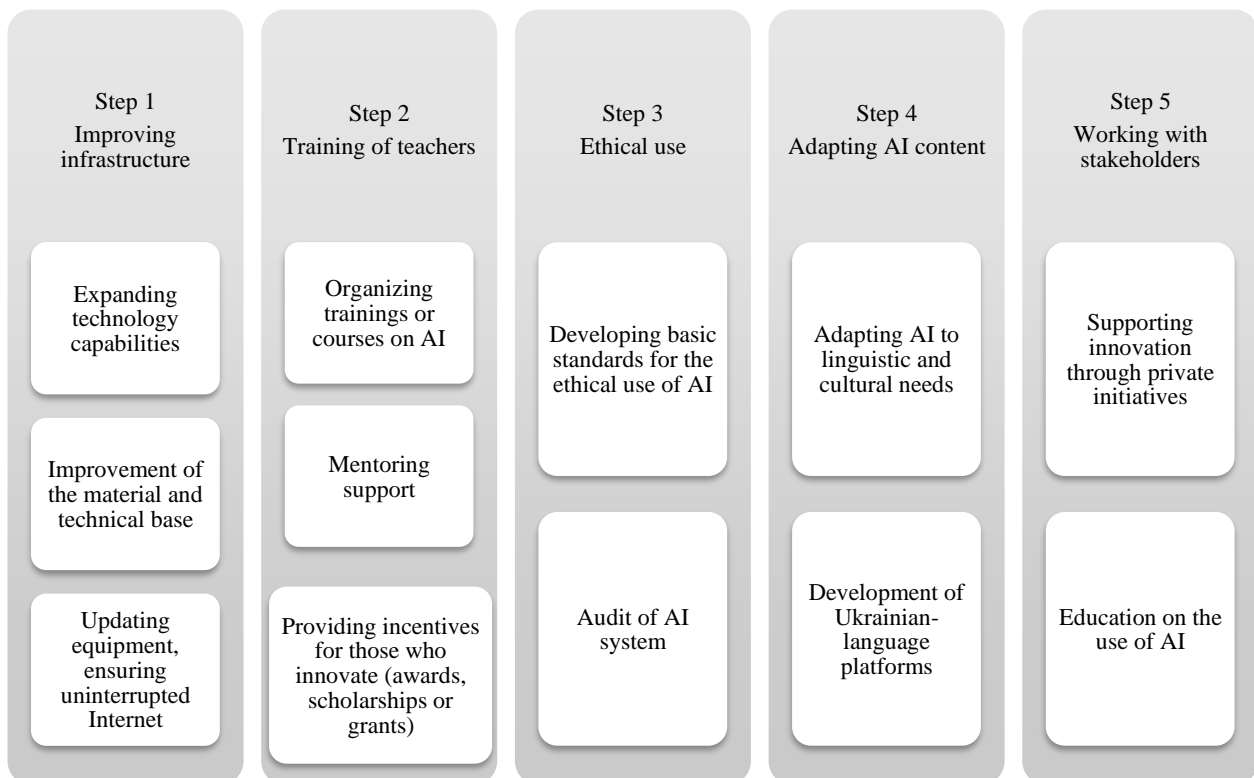 Step 1
Improving
infrastructure
Expanding
technology
capabilities
Improvement of
the material and
technical base
Updating
equipment,
ensuring
uninterrupted
Internet
Step 2
Training of teachers
Organizing
trainings or
courses on AI
Mentoring
support
Providing incentives
for those who
innovate (awards,
scholarships or
grants)
Step 3
Ethical use
Developing basic
standards for the
ethical use of AI
Audit of AI
system
Step 4
Adapting AI content
Adapting AI to
linguistic and
cultural needs
Development of
Ukrainian-
language
platforms
Step 5
Working with
stakeholders
Supporting
innovation
through private
initiatives
Education on the
use of AI